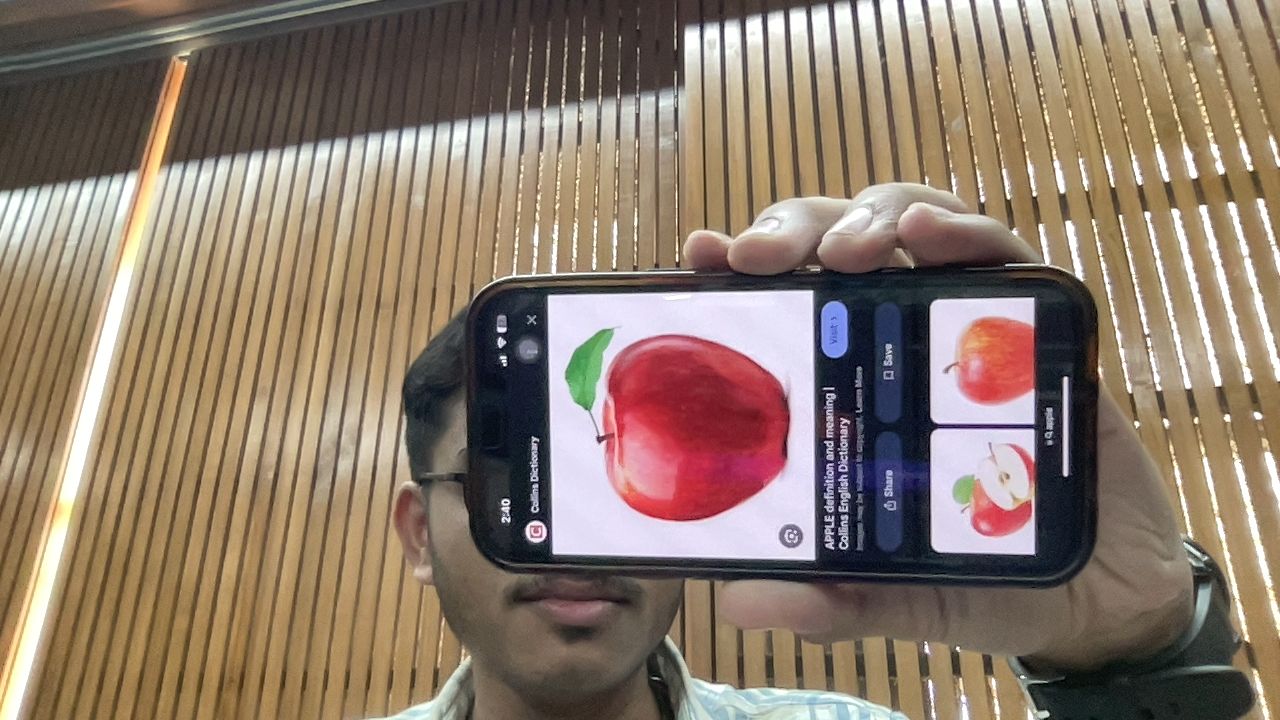 2:40
Collins Dictionary
APPLE definition and meaning |
Collins English Dictionary
Visit >
Images may be subject to copyright. Learn More
Share
Save
apple